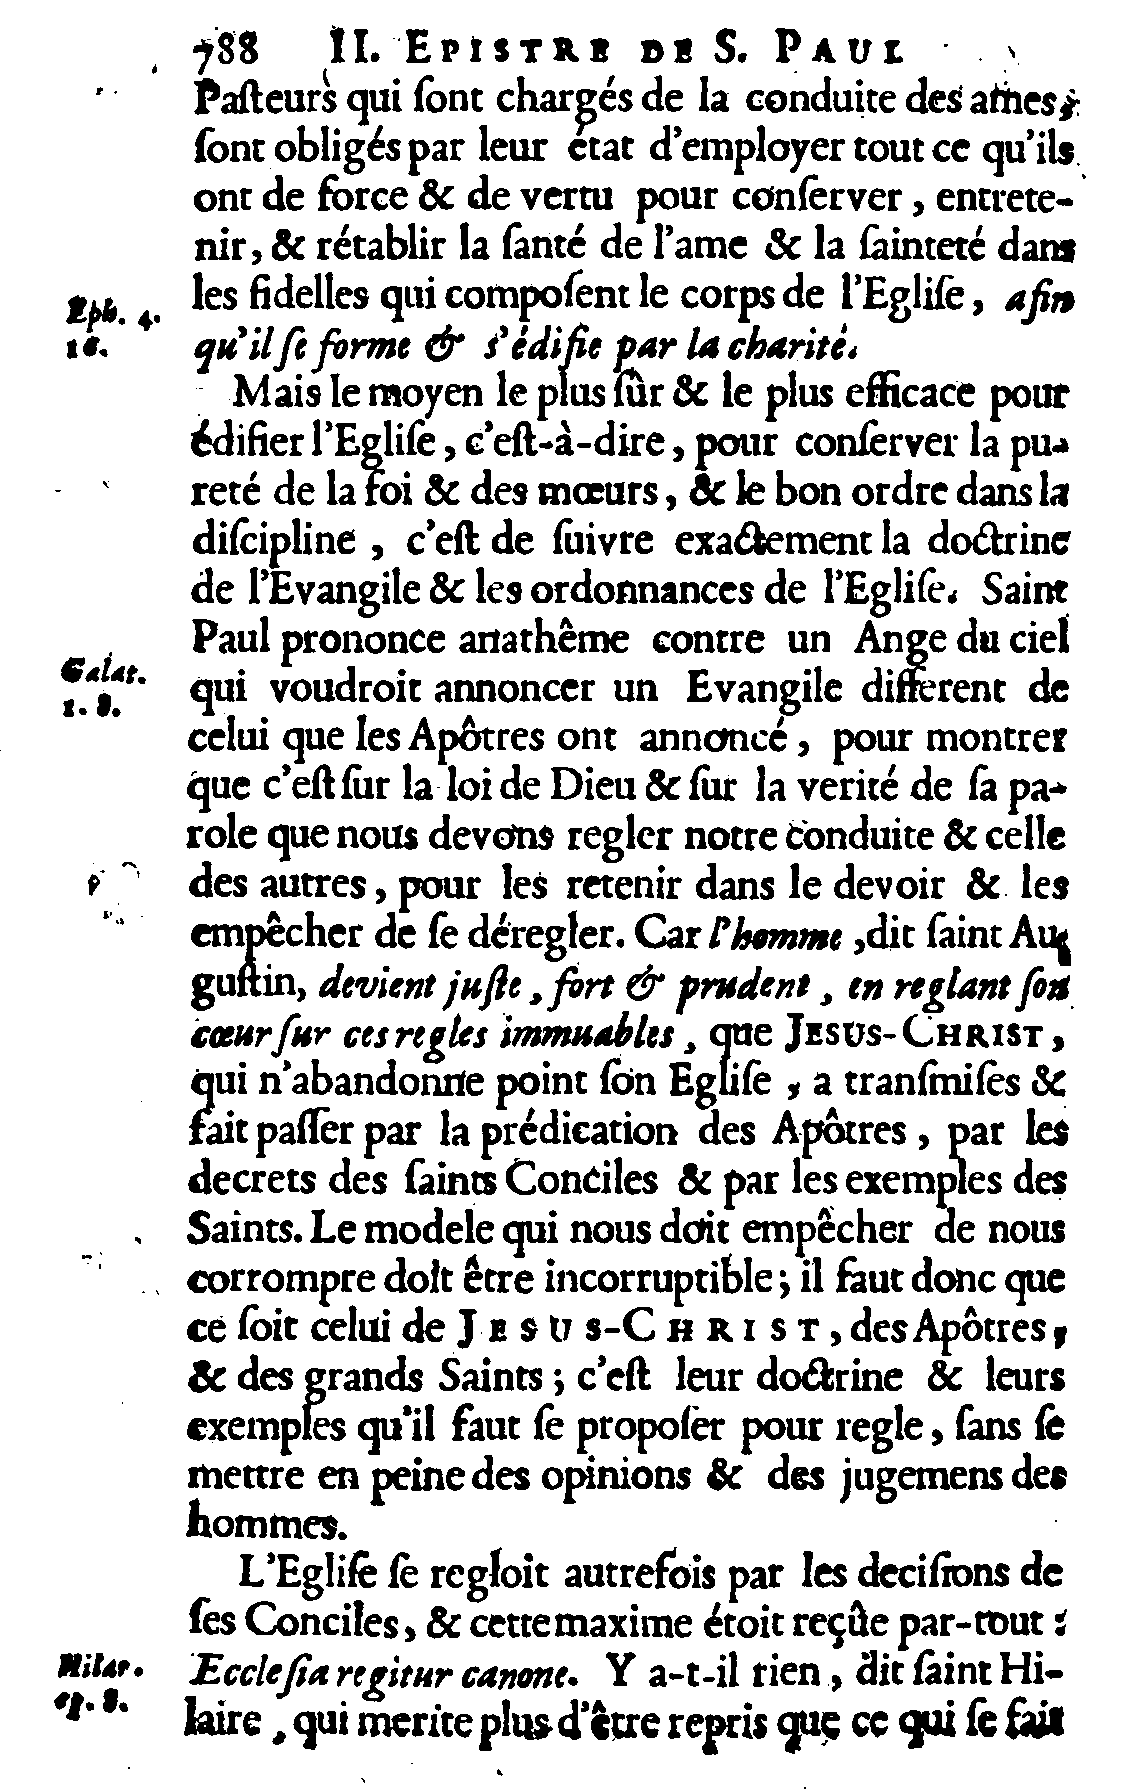 788 II. EPISTRE DE S. PAUL
Paſteurs qui ſont chargés de la conduite des ames,
ſont obligés par leur état d'employer tout ce qu'ils
ont de force & de vertu pour conſerver, entrete-
nir, & rétablir la ſanté de l'ame & la ſainteté dans
les fidelles qui compoſent le corps de l'Egliſe, afin
Eph. 4.
16.
qu'il ſe forme & s'édifie par la charité.
Mais le moyen le plus ſûr & le plus efficace pour
édifier l'Egliſe, c'eſt-à-dire, pour conſerver la pu-
reté de la foi & des mœurs, & le bon ordre dans la
diſcipline, c'eſt de ſuivre exactement la doctrine
de l'Evangile & les ordonnances de l'Egliſe. Saint
Paul prononce anathême contre un Ange du ciel
Galat.
1. 8.
qui voudroit annoncer un Evangile different de
celui que les Apôtres ont annoncé, pour montrer
que c'eſt ſur la loi de Dieu & ſur la verité de ſa pa-
role que nous devons regler notre conduite & celle
des autres, pour les retenir dans le devoir & les
empêcher de ſe déregler. Car l'homme, dit ſaint Au-
guſtin, devient juſte, fort & prudent, en reglant ſon
cœur ſur ces regles immuables, que JESUS-CHRIST,
qui n'abandonne point ſon Egliſe, a tranſmiſes &
fait paſſer par la prédication des Apôtres, par les
decrets des ſaints Conciles & par les exemples des
Saints. Le modele qui nous doit empêcher de nous
corrompre doit être incorruptible; il faut donc que
ce ſoit celui de JESUS-CHRIST, des Apôtres,
& des grands Saints; c'eſt leur doctrine & leurs
exemples qu'il faut ſe propoſer pour regle, ſans ſe
mettre en peine des opinions & des jugemens des
hommes.
L'Egliſe ſe regloit autrefois par les deciſions de
ſes Conciles, & cette maxime étoit reçûe par-tout:
Hilar.
ep. 8.
Eccleſia regitur canone. Y a-t-il rien, dit ſaint Hi-
laire, qui merite plus d'être repris que ce qui ſe fait